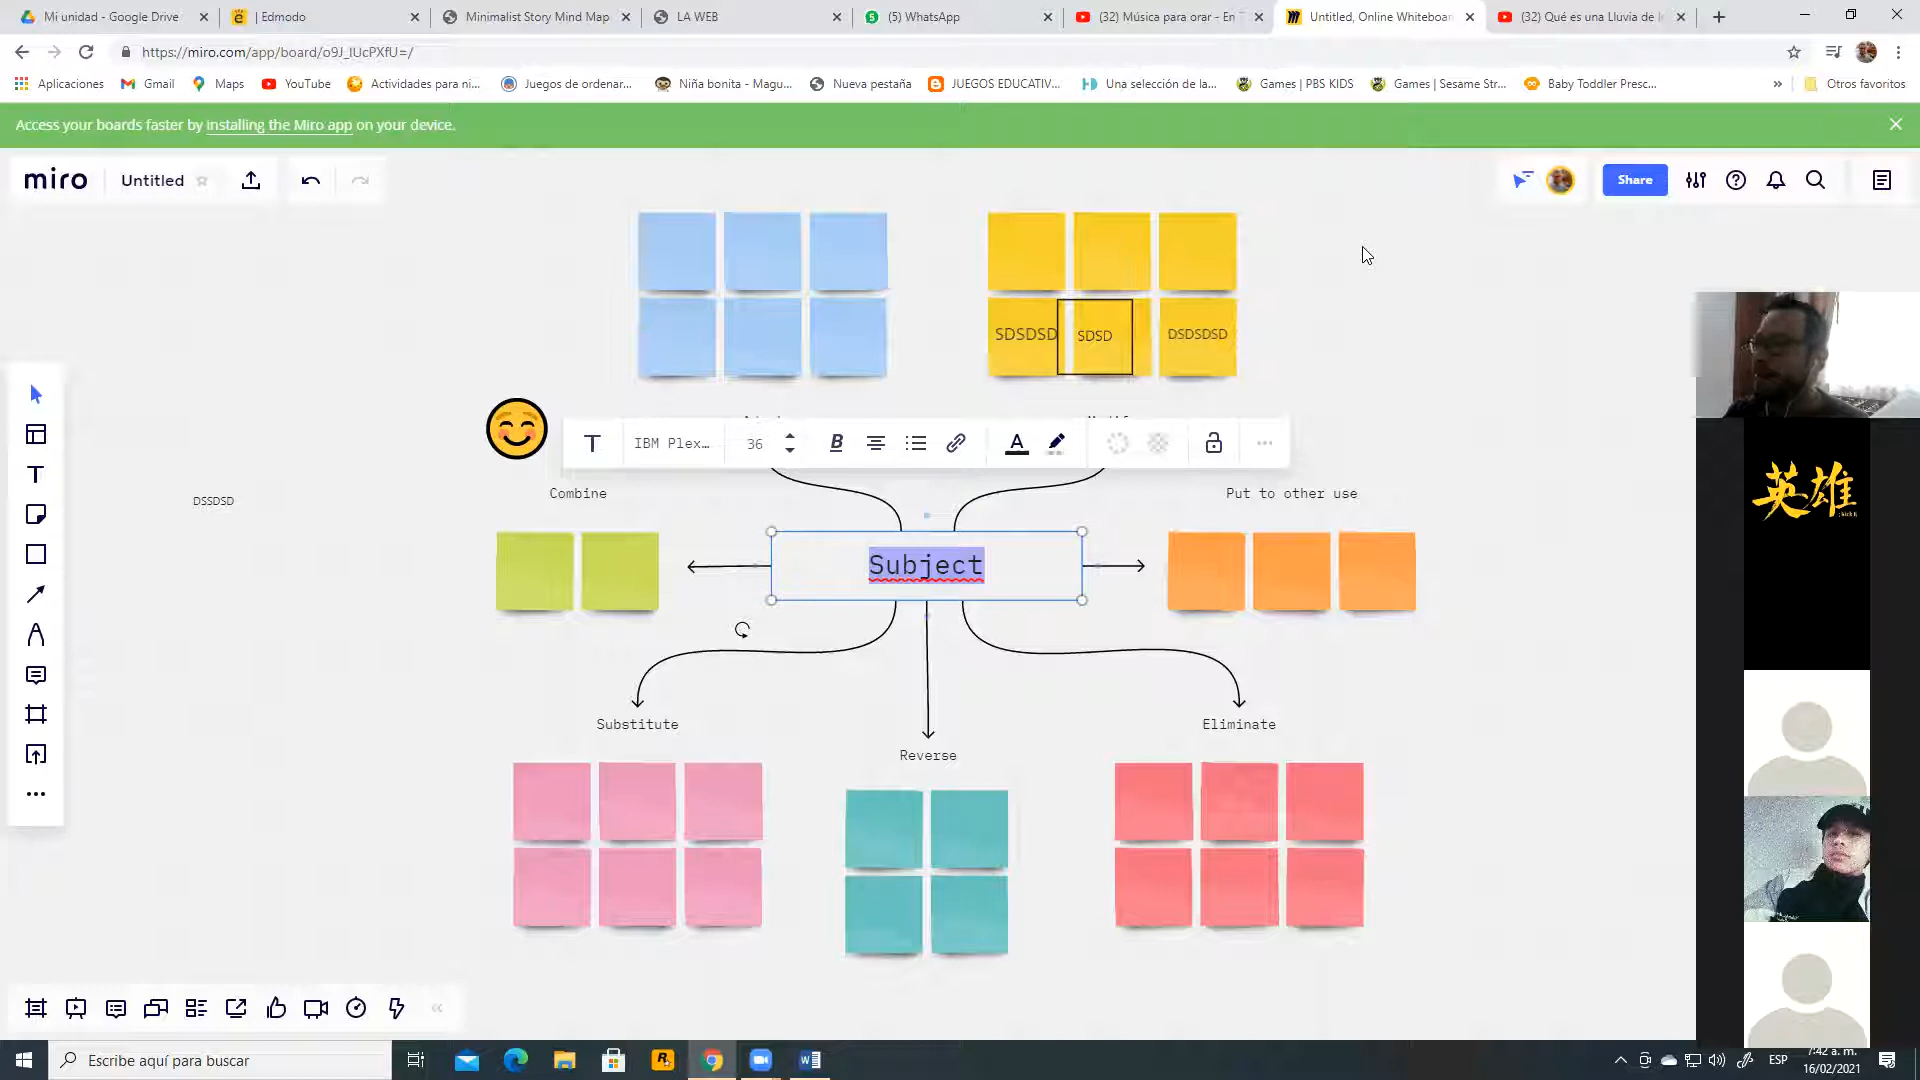 Mi unidad - Google Drive
| Edmodo
Minimalist Story Mind Map
LA WEB
(5) WhatsApp
(32) Música para orar - En T
Untitled, Online Whiteboar
(32) Qué es una Lluvia de I
https://miro.com/app/board/o9J_lUcPXfU=/
Aplicaciones
Gmail
Maps
YouTube
Actividades para ni...
Juegos de ordenar...
Niña bonita - Magu...
Nueva pestaña
JUEGOS EDUCATIV...
Una selección de la...
Games | PBS KIDS
Games | Sesame Str...
Baby Toddler Presc...
Otros favoritos
Access your boards faster by installing the Miro app on your device.
miro
Untitled
Share
SDSDSD
SDSD
DSDSDSD
IBM Plex...
36
Combine
Put to other use
DSSDSD
Subject
英雄
Substitute
Reverse
Eliminate
Escribe aquí para buscar
ESP
7:42 a. m.
16/02/2021